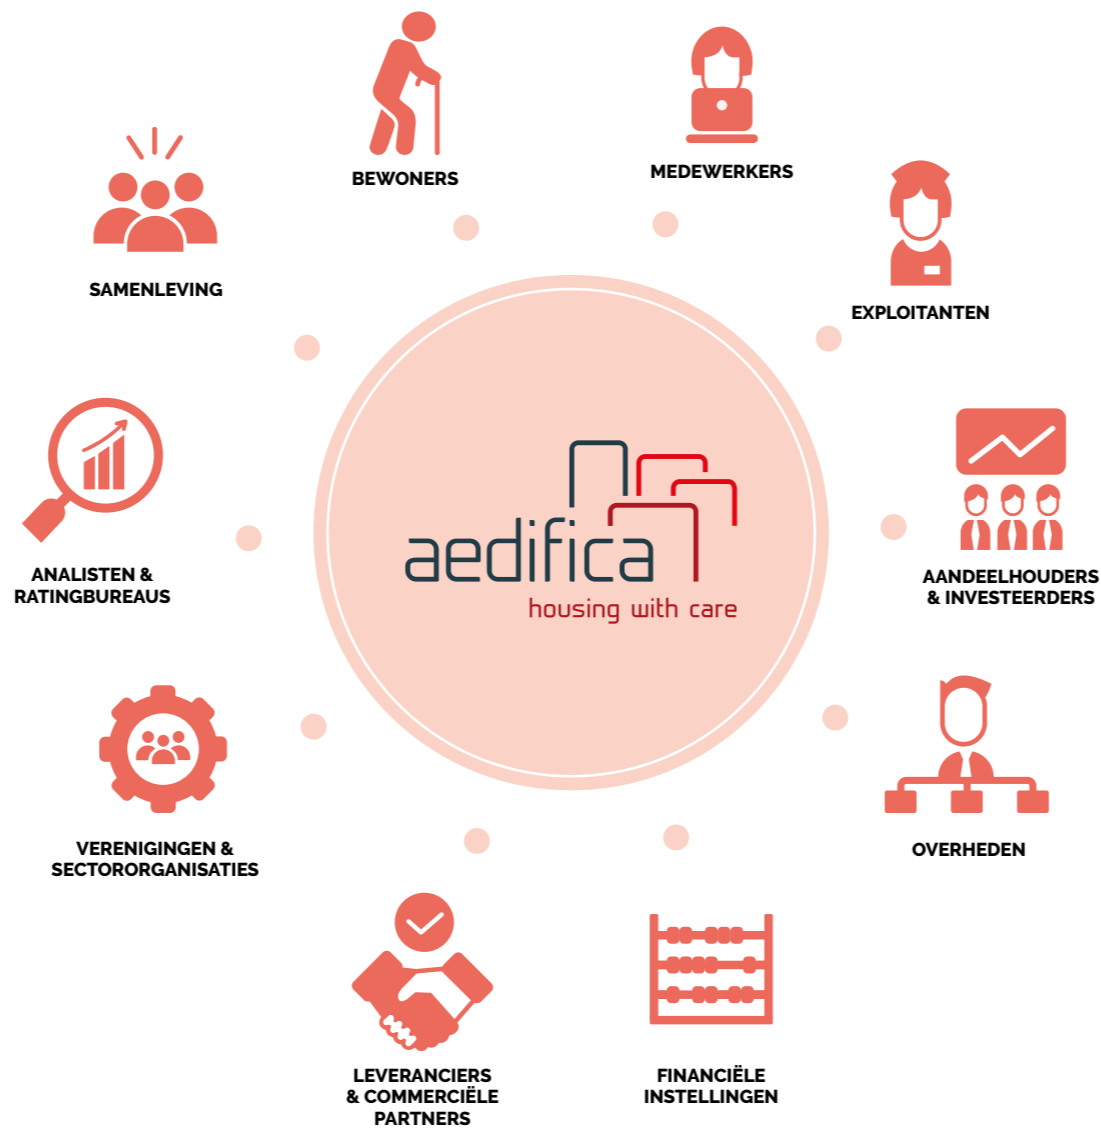 BEWONERS
MEDEWERKERS
SAMENLEVING
EXPLOITANTEN
aedifica
housing with care
ANALISTEN &
RATINGBUREAUS
AANDEELHOUDERS
& INVESTEERDERS
VERENIGINGEN &
SECTORORGANISATIES
OVERHEDEN
LEVERANCIERS
& COMMERCIËLE
PARTNERS
FINANCIËLE
INSTELLINGEN